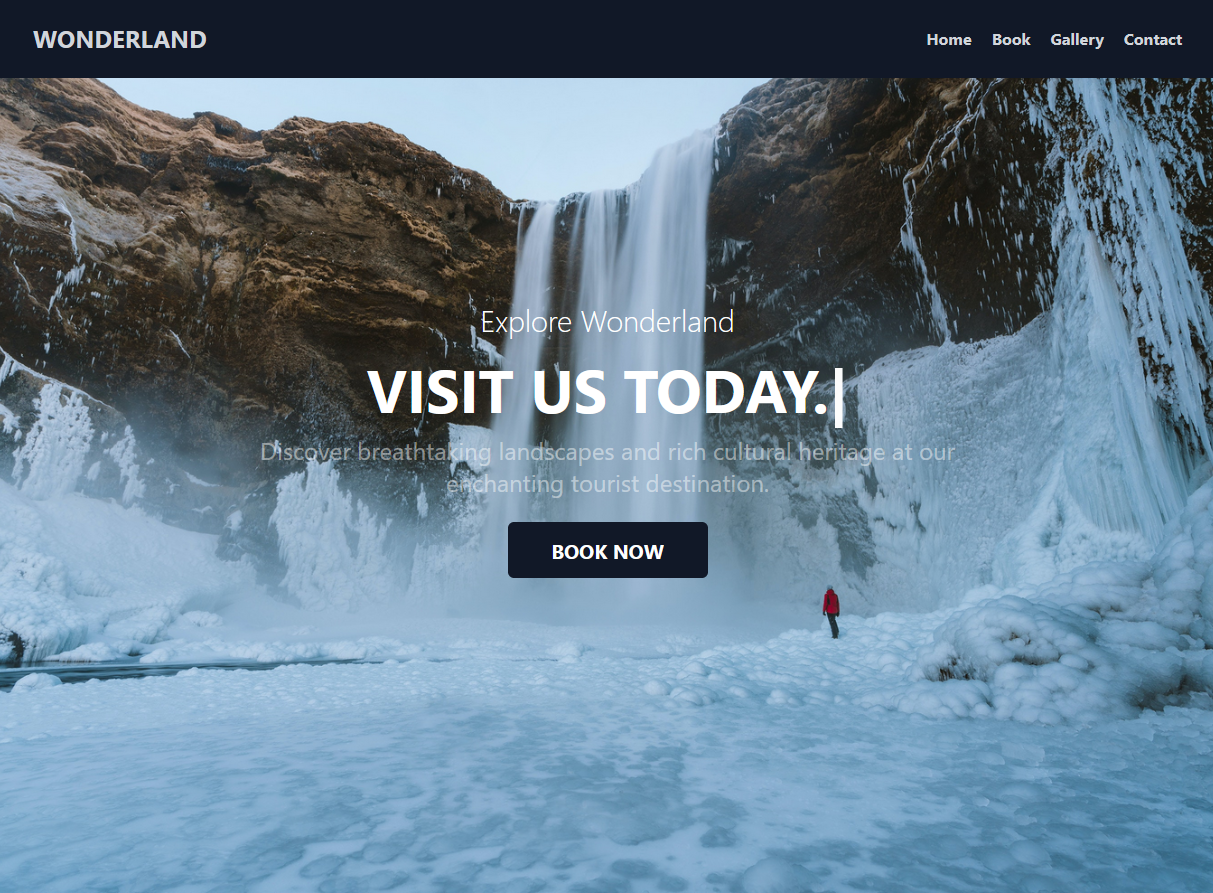 WONDERLAND
Home Book Gallery Contact
Explore Wonderland
VISIT US TODAY.|
Discover breathtaking landscapes and rich cultural heritage at our
enchanting tourist destination.
BOOK NOW